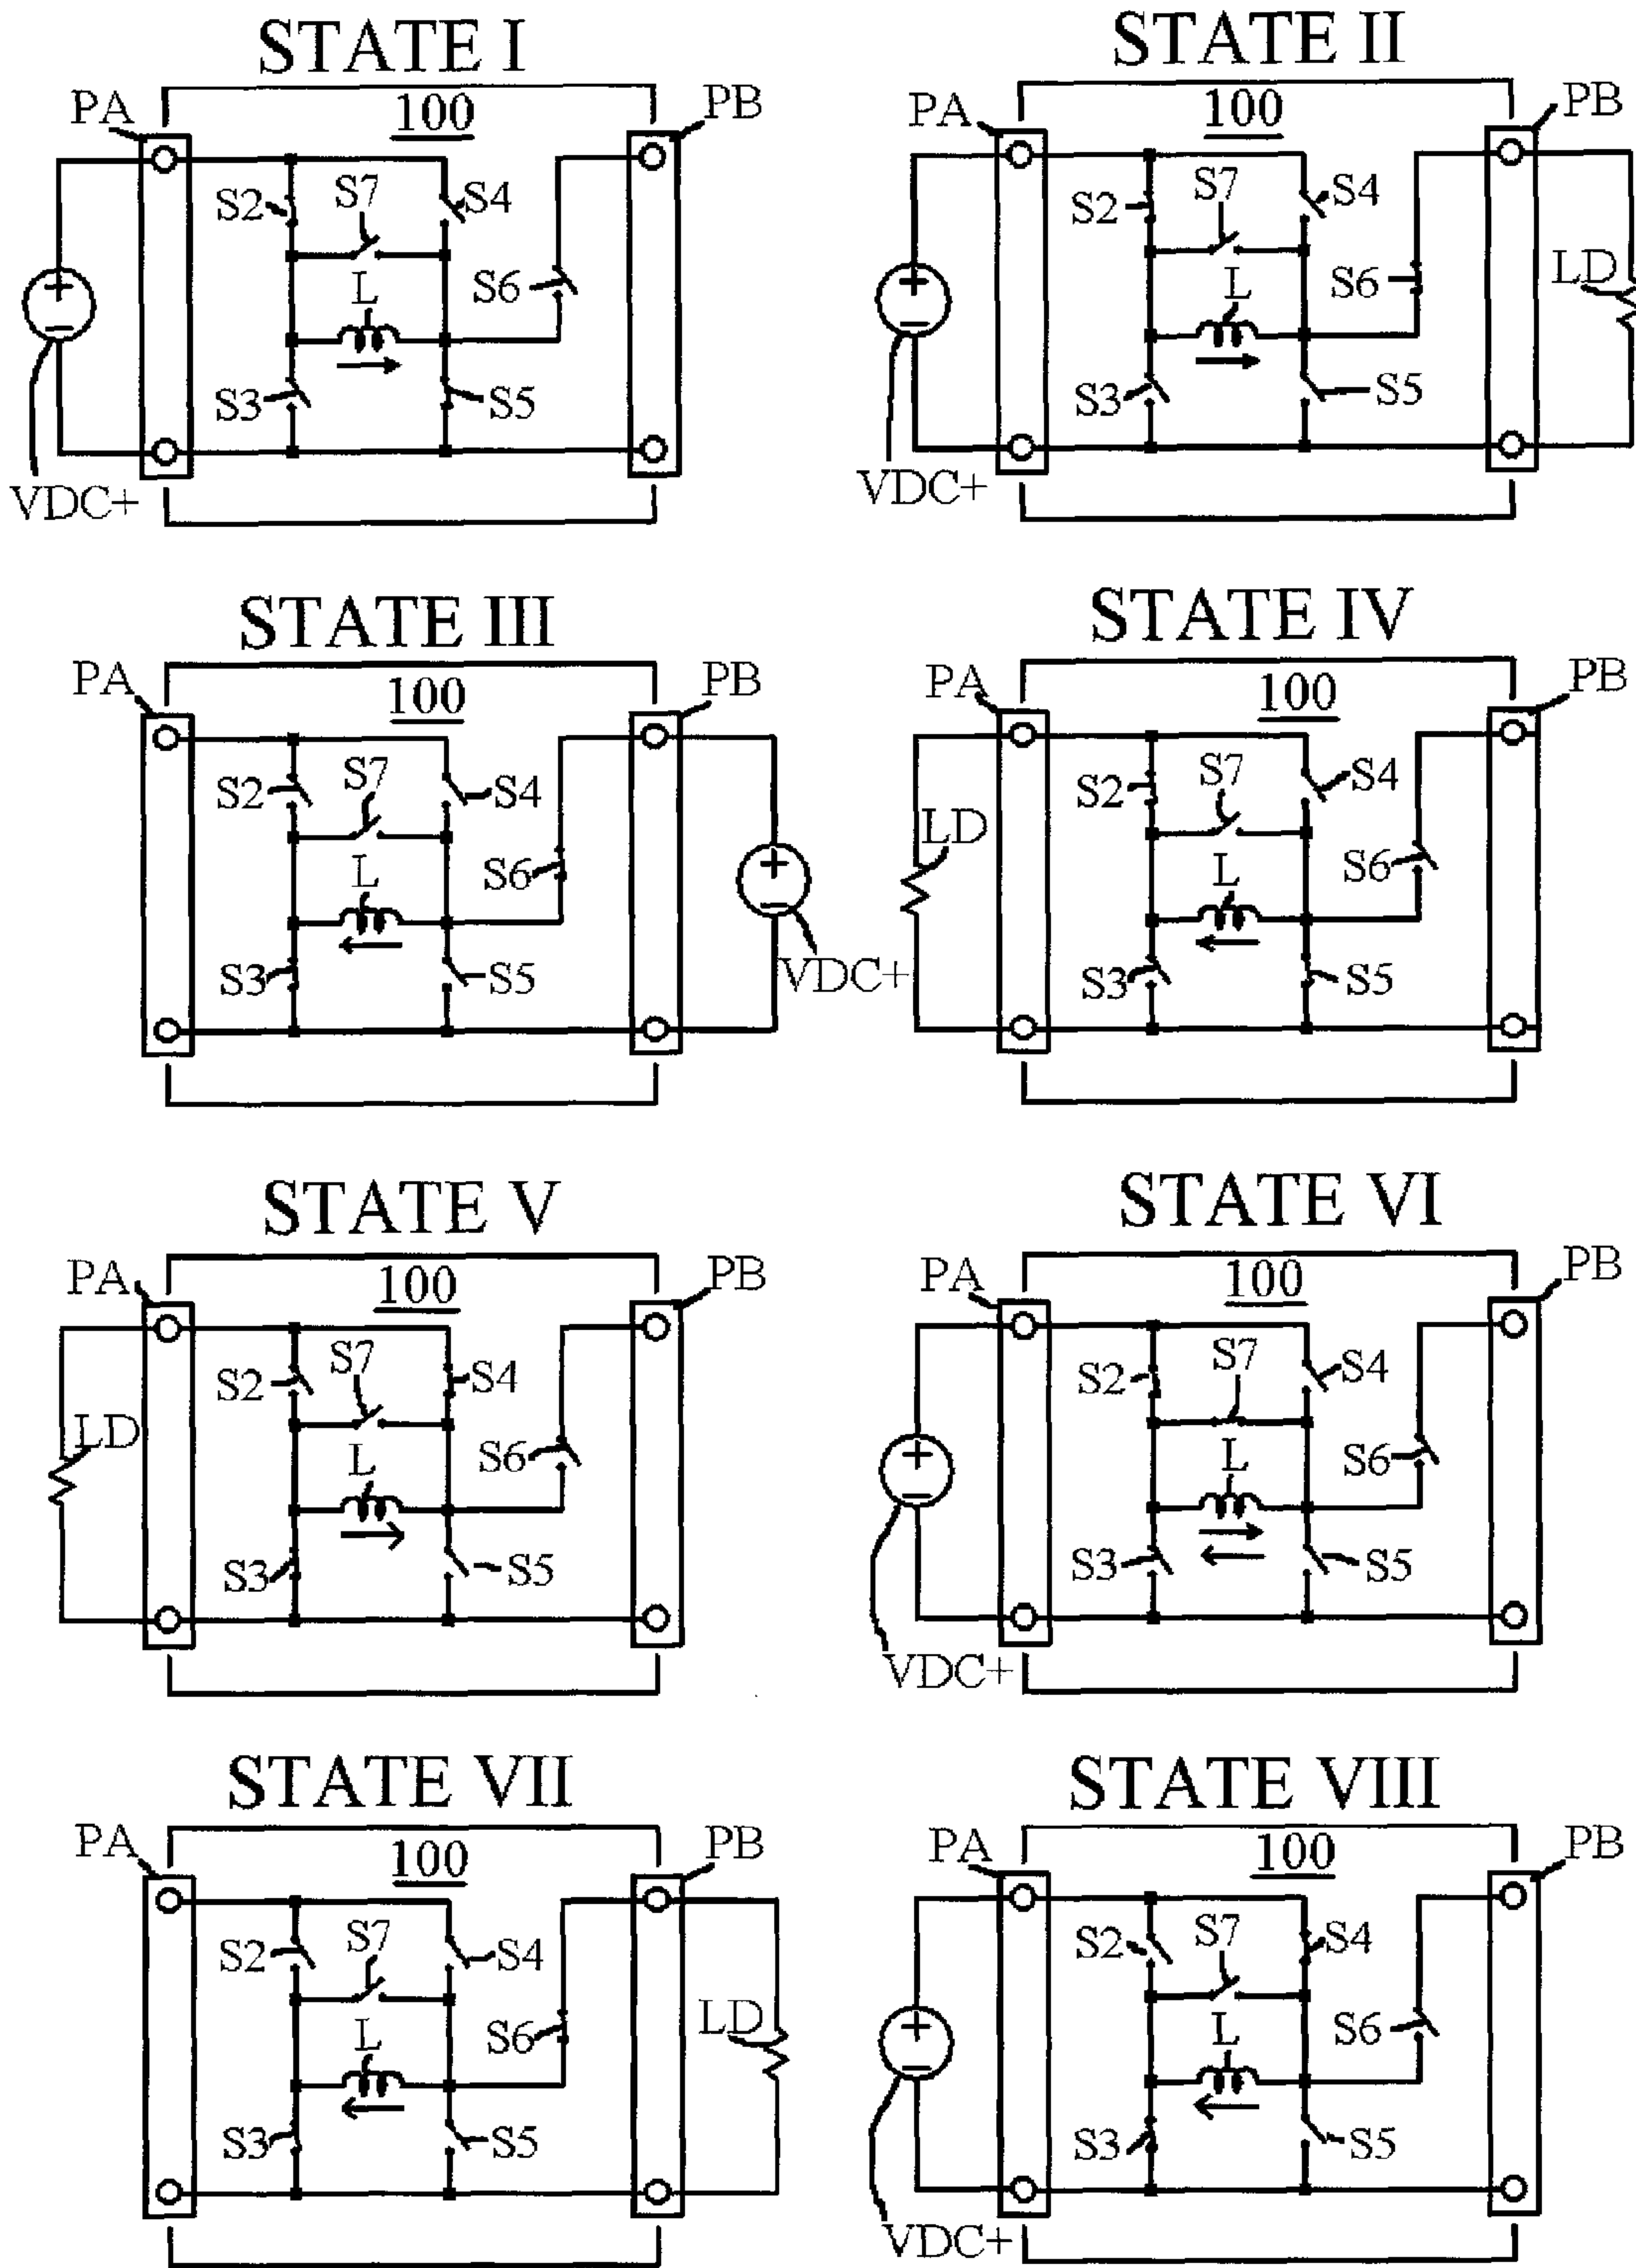 STATE I
PA
100
PB
S2
S7
S4
S6
L
S3
S5
VDC+
STATE II
PA
100
PB
S2
S7
S4
S6
LD
L
S3
S5
VDC+
STATE III
PA
100
PB
S2
S7
S4
S6
L
S3
S5
VDC+
STATE IV
PA
100
PB
S2
S7
S4
LD
S6
L
S3
S5
STATE V
PA
100
PB
S2
S7
S4
LD
S6
L
S3
S5
STATE VI
PA
100
PB
S2
S7
S4
S6
L
S3
S5
VDC+
STATE VII
PA
100
PB
S2
S7
S4
S6
LD
L
S3
S5
STATE VIII
PA
100
PB
S2
S7
S4
S6
L
S3
S5
VDC+